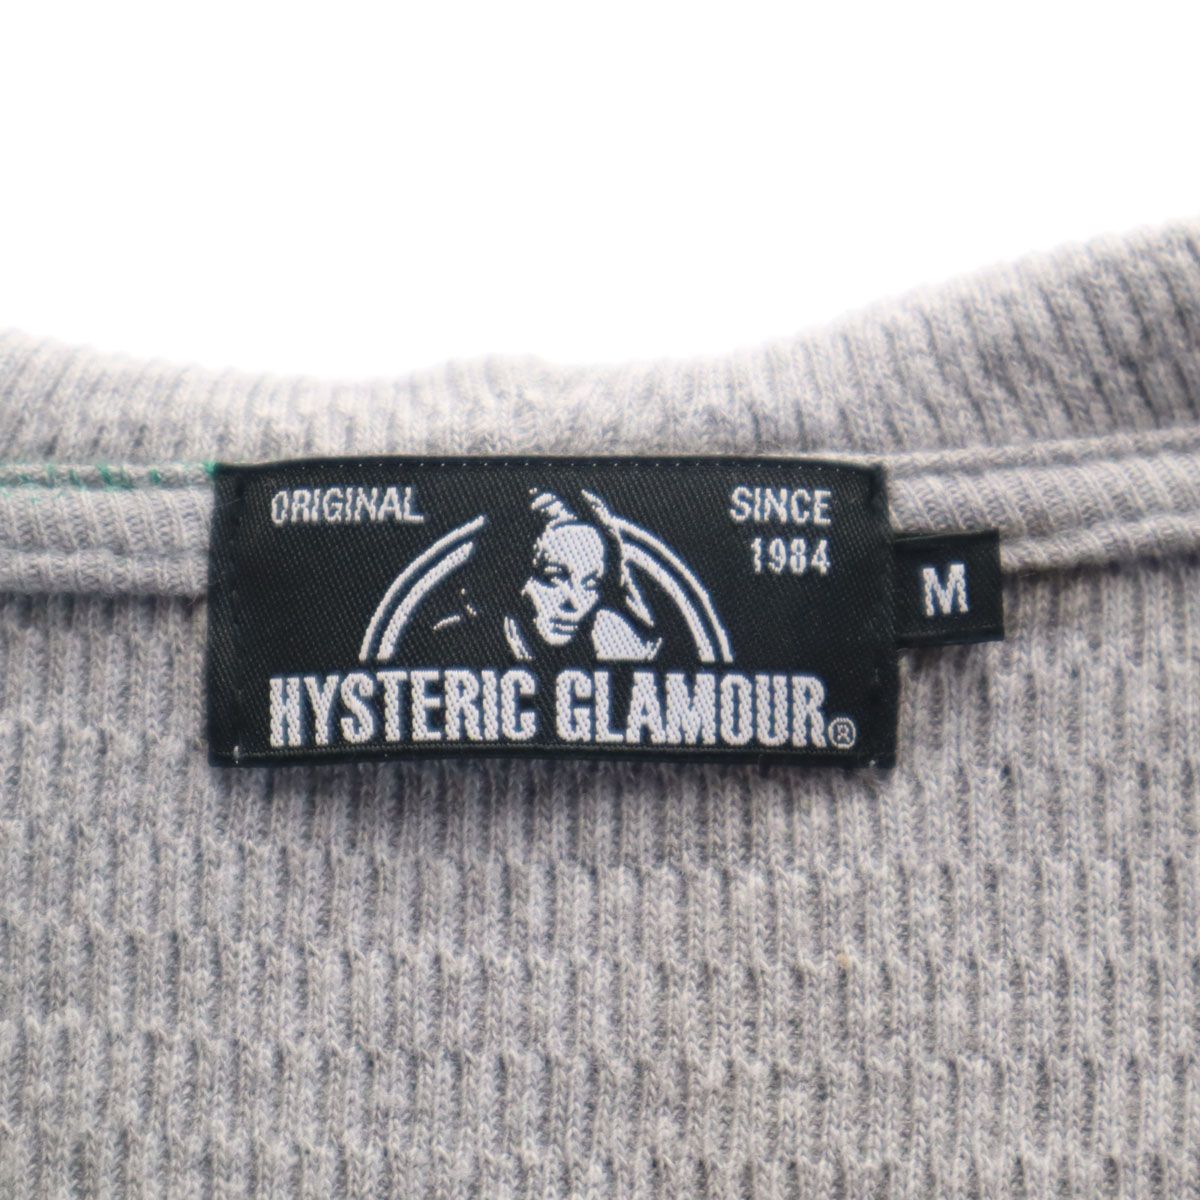 ORIGINAL
SINCE
1984
M
HYSTERIC GLAMOUR®